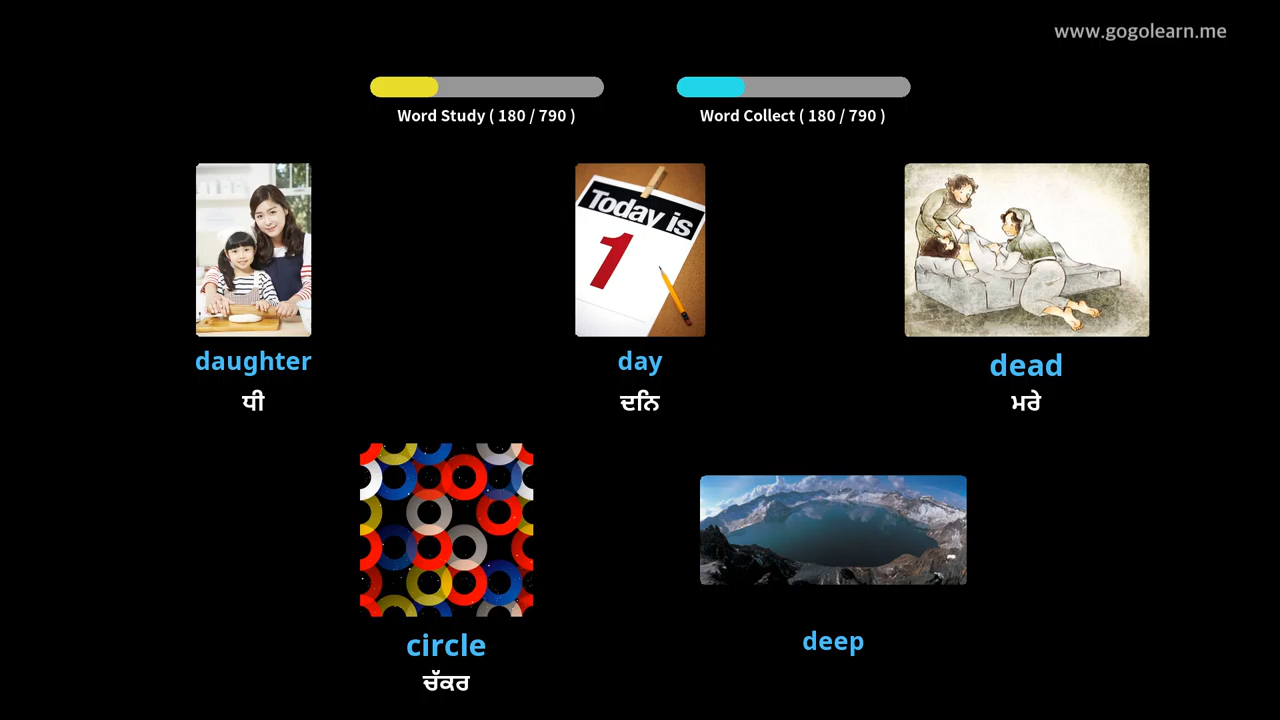 www.gogolearn.me
Word Study ( 180 / 790 )
Word Collect ( 180 / 790 )
Today is
1
daughter
day
dead
ਧੀ
ਦਨਿ
ਮਰੇ
circle
deep
ਚੱਕਰ